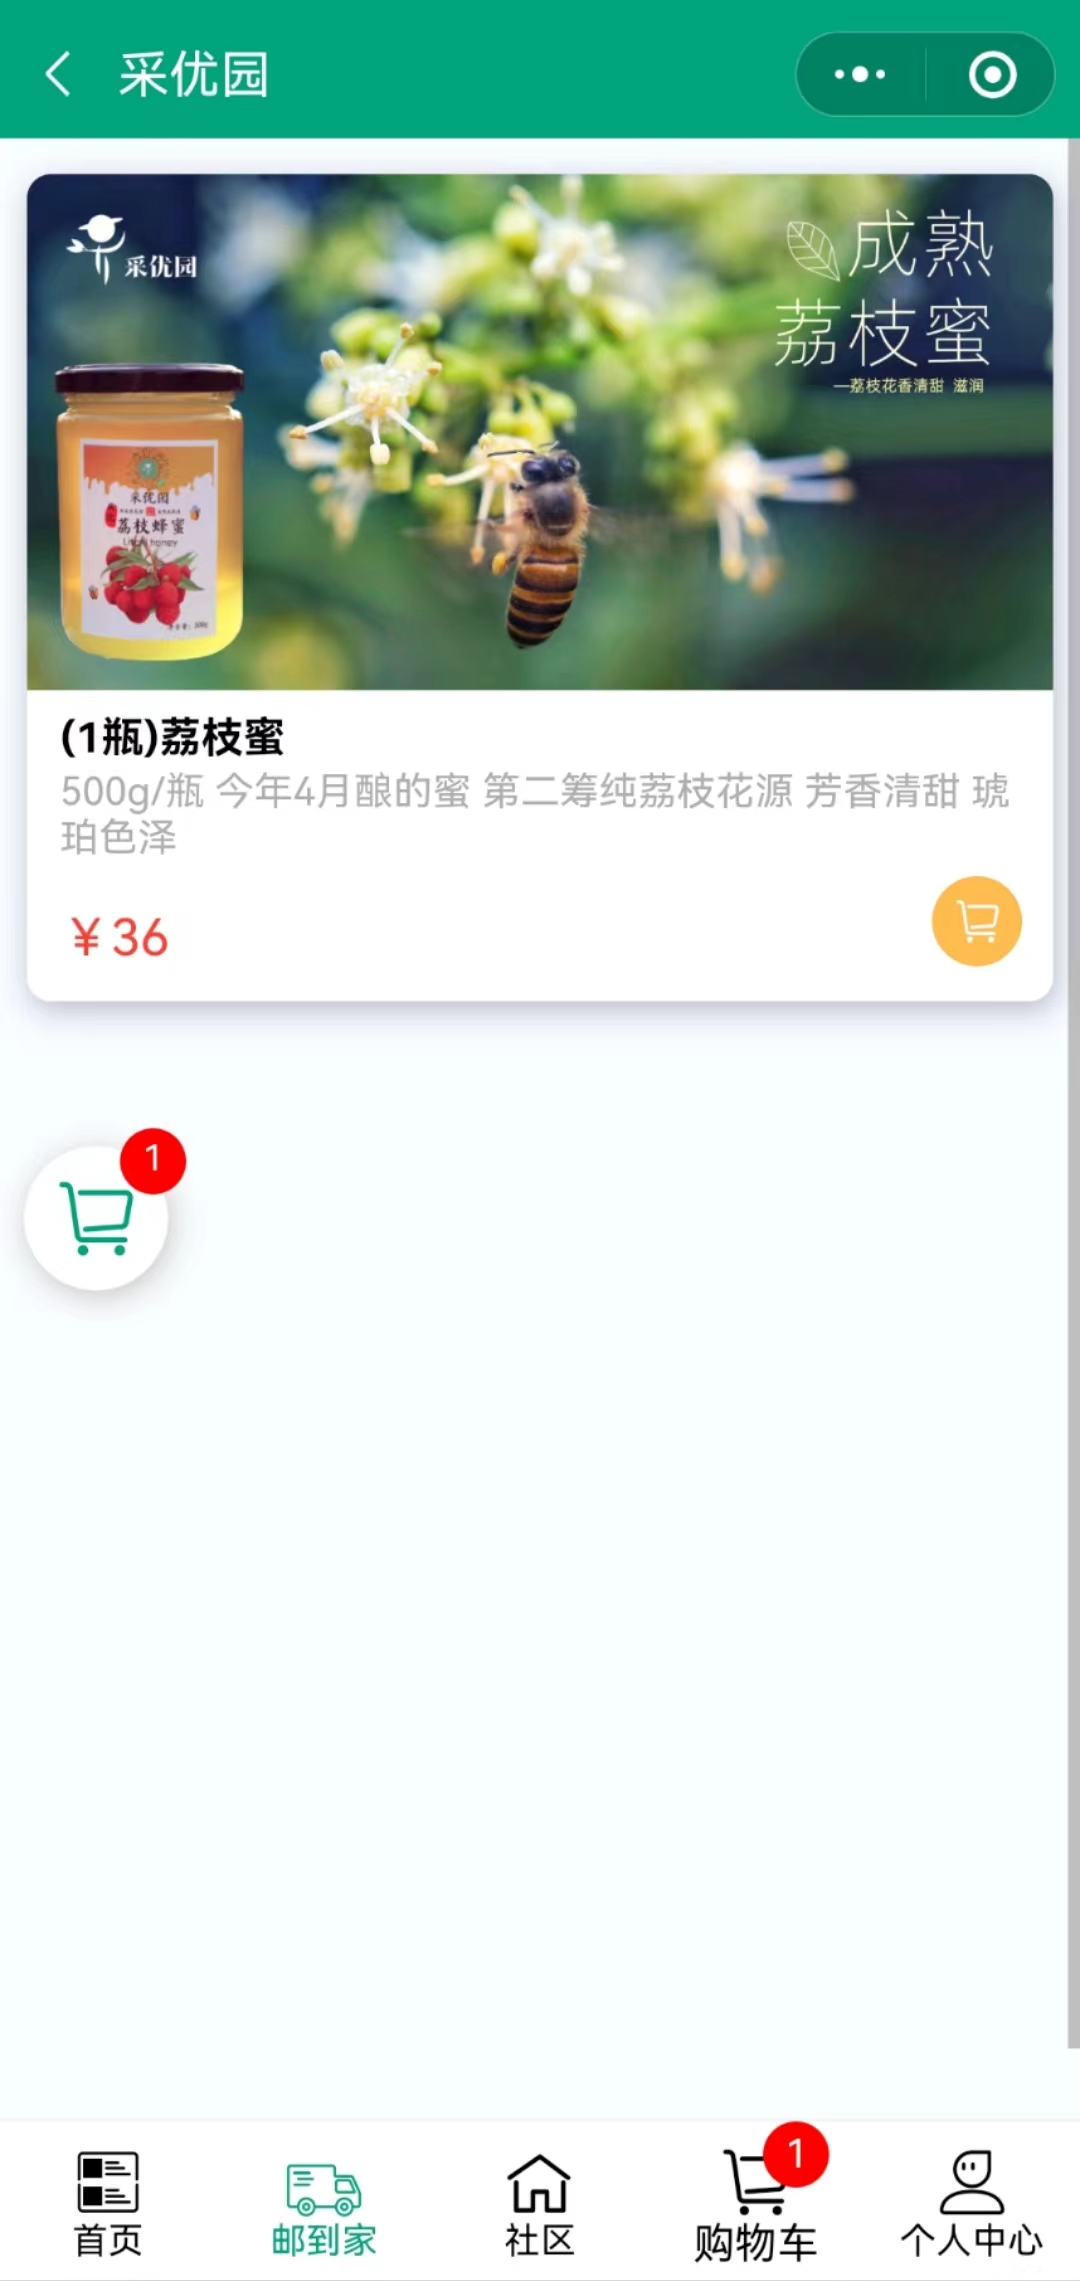 采优园
采优园
成熟
荔枝蜜
—荔枝花香清甜 滋润
采优园
荔枝蜂蜜
(1瓶)荔枝蜜
500g/瓶 今年4月酿的蜜 第二筹纯荔枝花源 芳香清甜 琥
珀色泽
¥36
1
1
首页
邮到家
社区
购物车
个人中心